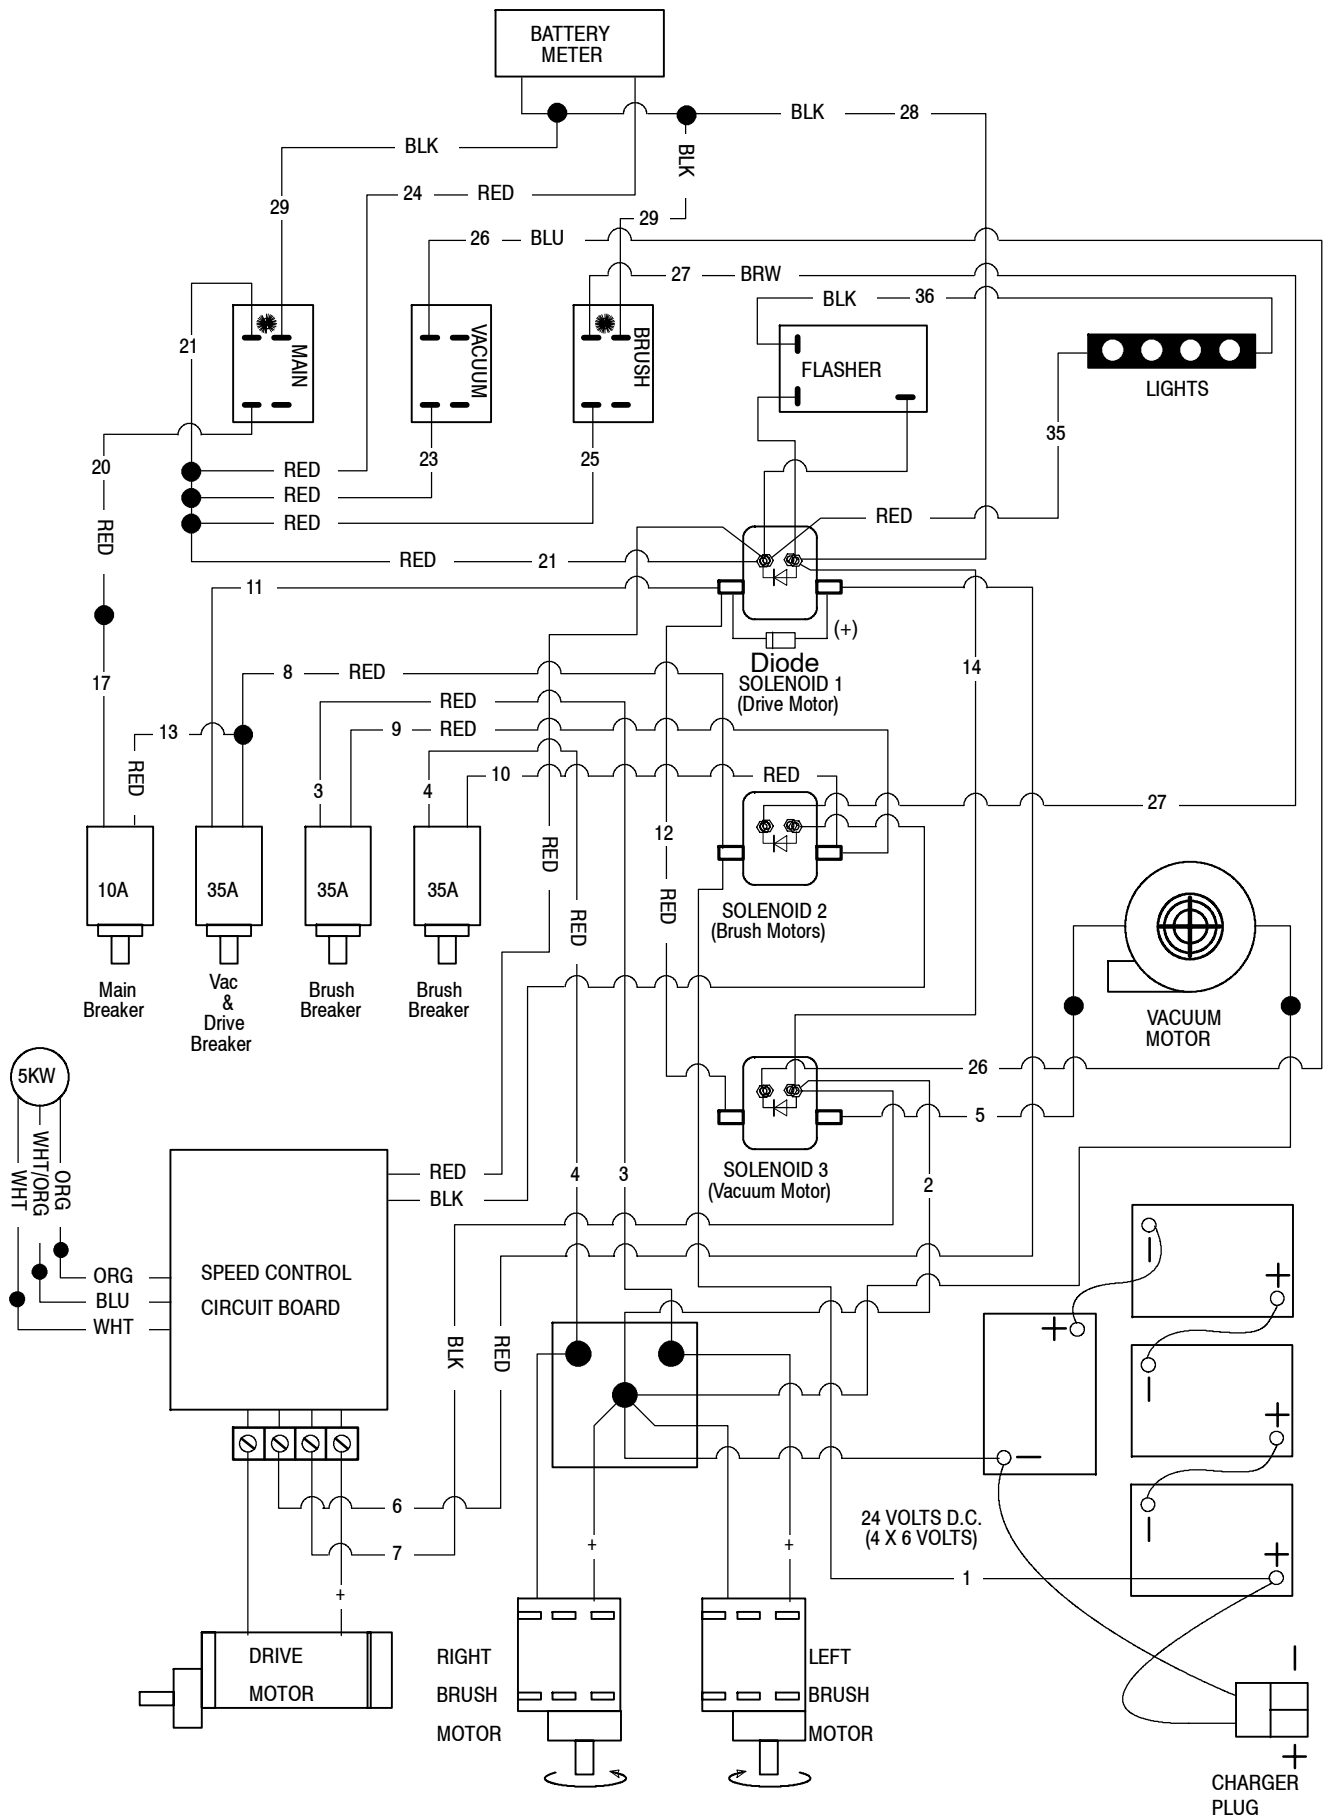 BATTERY
METER
BLK
28
BLK
BLK
24
RED
29
29
26
BLU
27
BRW
BLK
36
21
MAIN
VACUUM
BRUSH
FLASHER
LIGHTS
35
20
RED
23
25
RED
RED
RED
RED
RED
21
11
(+)
Diode
SOLENOID 1
(Drive Motor)
14
17
8
RED
RED
13
9
RED
RED
3
4
10
RED
27
12
RED
RED
10A
35A
35A
35A
RED
SOLENOID 2
(Brush Motors)
Main
Breaker
Vac
&
Drive
Breaker
Brush
Breaker
Brush
Breaker
VACUUM
MOTOR
5KW
26
5
WHT
WHT/ORG
ORG
RED
BLK
4
3
SOLENOID 3
(Vacuum Motor)
2
ORG
BLU
WHT
SPEED CONTROL
CIRCUIT BOARD
BLK
RED
–
+
+
–
+
–
–
+
6
7
24 VOLTS D.C.
(4 X 6 VOLTS)
1
+
+
+
DRIVE
MOTOR
RIGHT
BRUSH
MOTOR
LEFT
BRUSH
MOTOR
–
+
CHARGER
PLUG